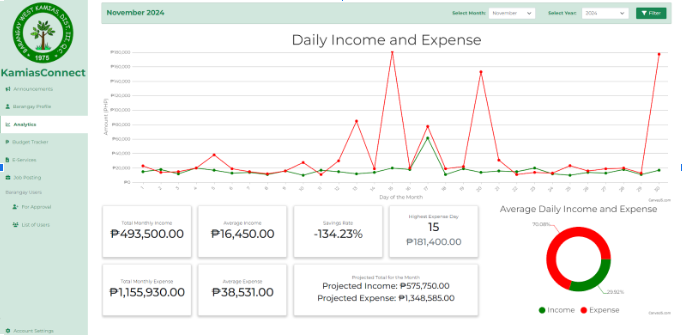 BARANGAY WEST KAMIAS, DIST. III, Q.C.
1975
KamiasConnect
Announcements
Barangay Profile
Analytics
Budget Tracker
E-Services
Job Posting
Barangay Users
For Approval
List of Users
Account Settings
November 2024
Select Month: November
Select Year: 2024
Filter
Daily Income and Expense
Amount (PHP)
₱180,000
₱160,000
₱140,000
₱120,000
₱100,000
₱80,000
₱60,000
₱40,000
₱20,000
₱0
1 2 3 4 5 6 7 8 9 10 11 12 13 14 15 16 17 18 19 20 21 22 23 24 25 26 27 28 29 30
Day of the Month
CanvasJS.com
Total Monthly Income
₱493,500.00
Average Income
₱16,450.00
Savings Rate
-134.23%
Highest Expense Day
15
₱181,400.00
Total Monthly Expense
₱1,155,930.00
Average Expense
₱38,531.00
Projected Total for the Month
Projected Income: ₱575,750.00
Projected Expense: ₱1,348,585.00
Average Daily Income and Expense
70.08%
29.92%
Income
Expense
CanvasJS.com